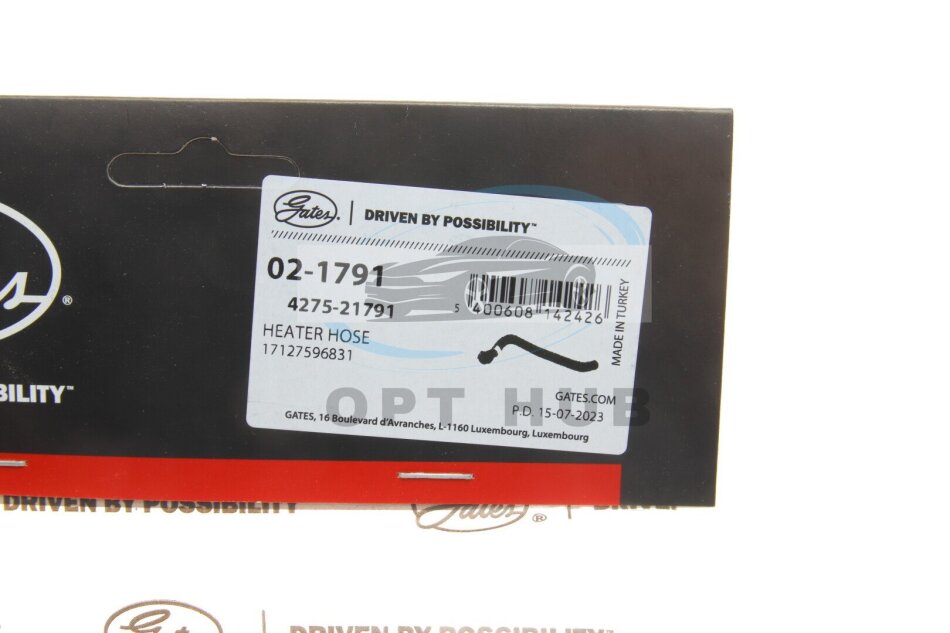 Gates® | DRIVEN BY POSSIBILITY™
02-1791
4275-21791
HEATER HOSE
17127596831
5 400608 142426
MADE IN TURKEY
GATES.COM
P.D. 15-07-2023
GATES, 16 Boulevard d'Avranches, L-1160 Luxembourg, Luxembourg
OPT HUB
®
BILITY™
DRIVEN BY POSSIBILITY
Gates® | DRIVE
Gates | DRIVEN BY POSSIBILITY™